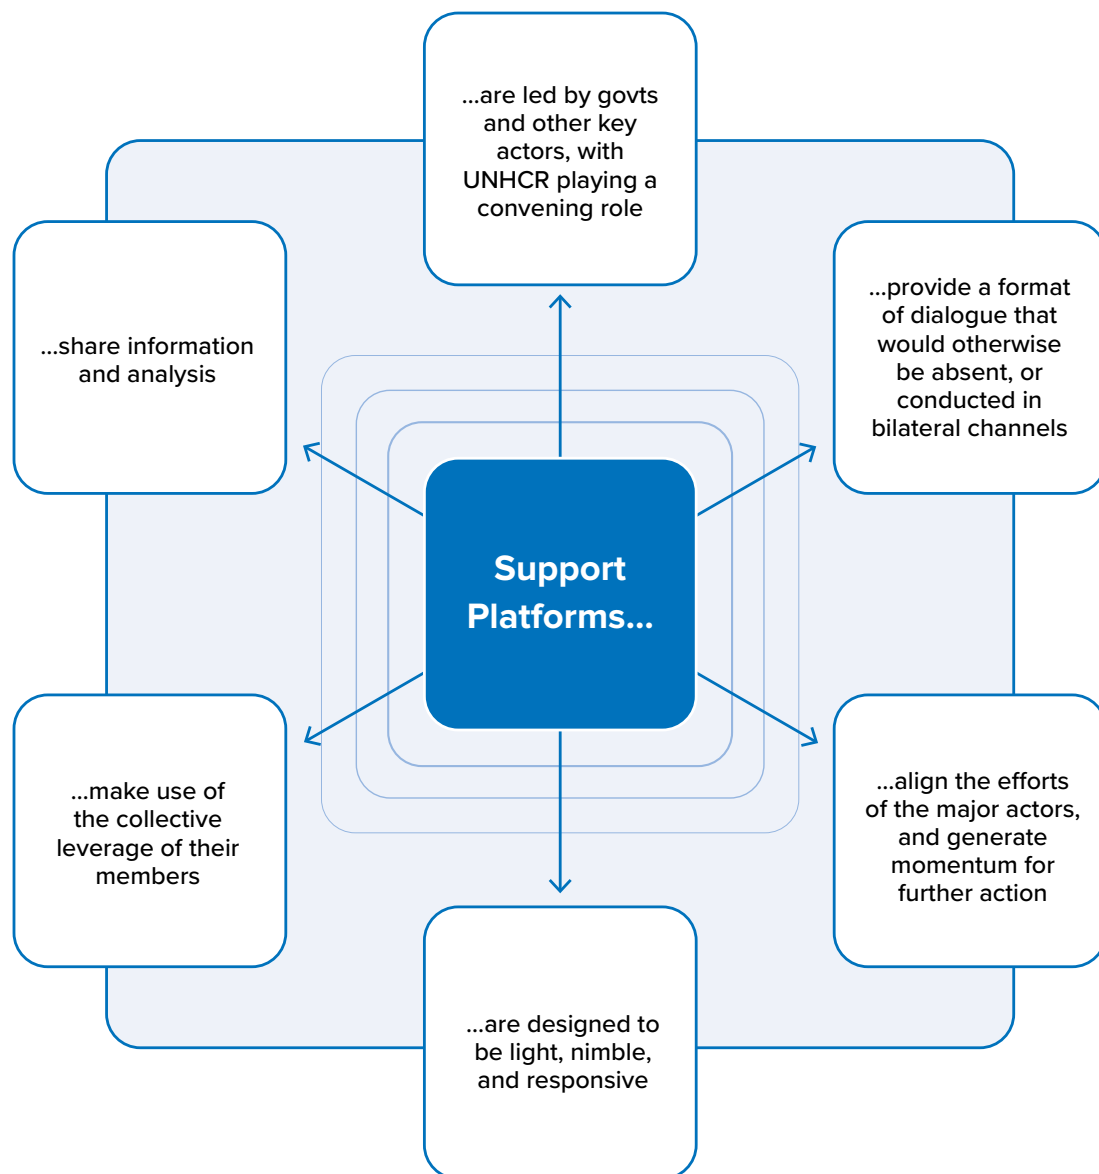 ...are led by govts
and other key
actors, with
UNHCR playing a
convening role
...share information
and analysis
...provide a format
of dialogue that
would otherwise
be absent, or
conducted in
bilateral channels
Support
Platforms...
...make use of
the collective
leverage of their
members
...align the efforts
of the major actors,
and generate
momentum for
further action
...are designed to
be light, nimble,
and responsive